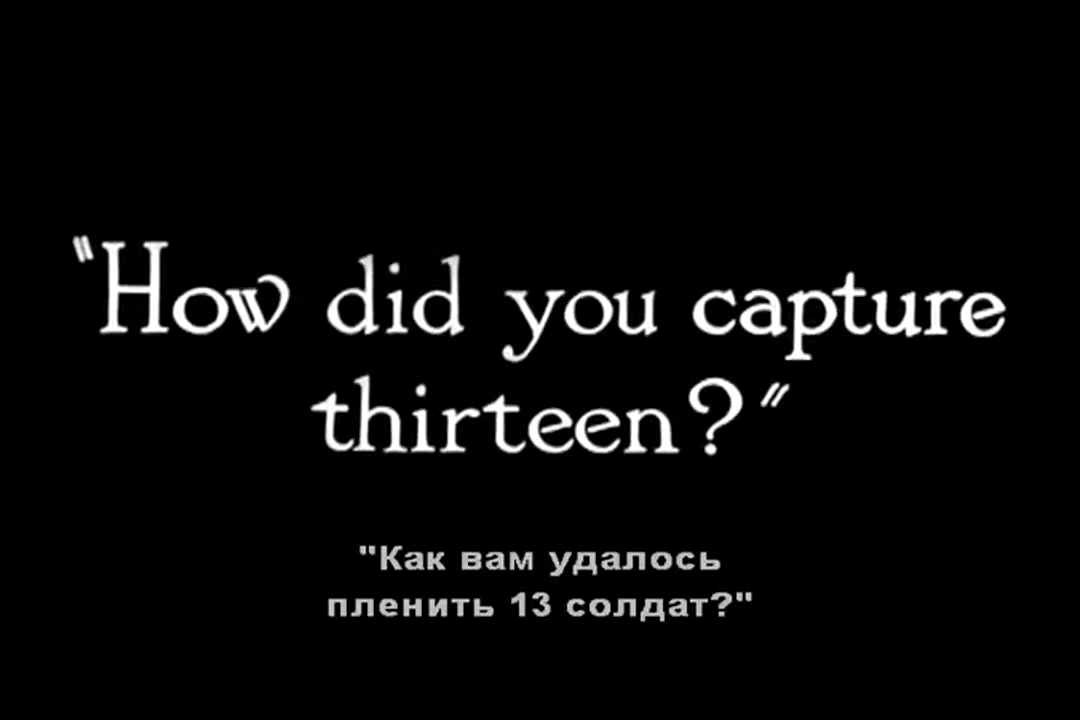 "How did you capture
thirteen?"
"Как вам удалось
пленить 13 солдат?"